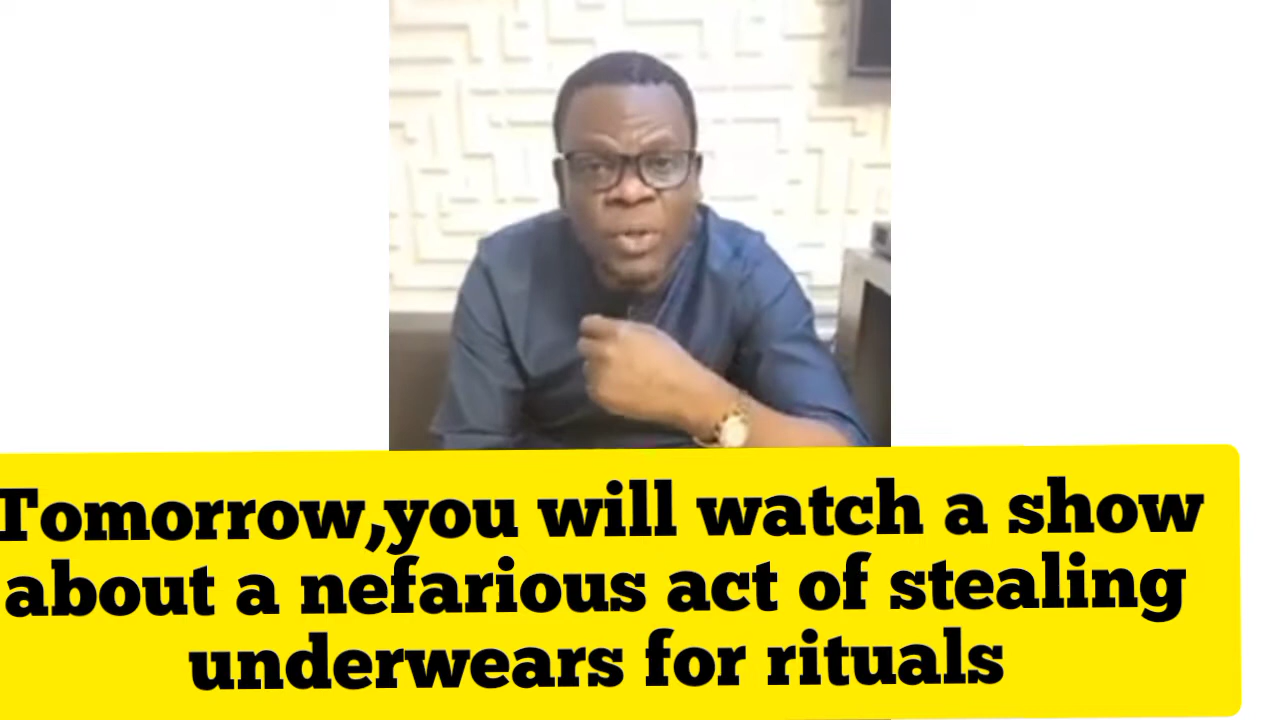 Tomorrow,you will watch a show
about a nefarious act of stealing
underwears for rituals